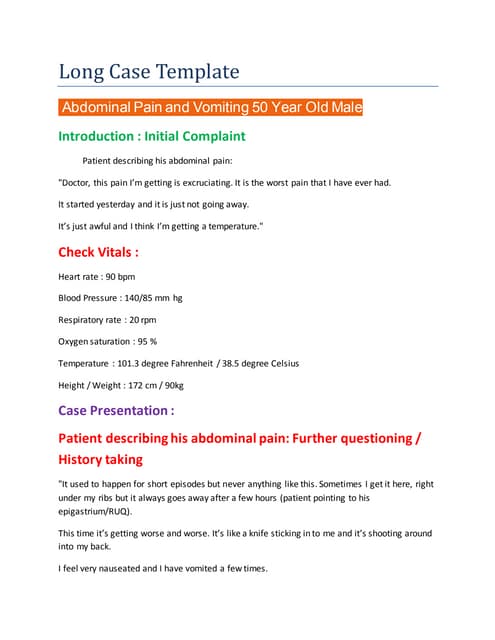 Long Case Template
Abdominal Pain and Vomiting 50 Year Old Male
Introduction : Initial Complaint
Patient describing his abdominal pain:
"Doctor, this pain I'm getting is excruciating. It is the worst pain that I have ever had.
It started yesterday and it is just not going away.
It's just awful and I think I'm getting a temperature."
Check Vitals :
Heart rate : 90 bpm
Blood Pressure : 140/85 mm hg
Respiratory rate : 20 rpm
Oxygen saturation : 95 %
Temperature : 101.3 degree Fahrenheit / 38.5 degree Celsius
Height / Weight : 172 cm / 90kg
Case Presentation :
Patient describing his abdominal pain: Further questioning /
History taking
"It used to happen for short episodes but never anything like this. Sometimes I get it here, right
under my ribs but it always goes away after a few hours (patient pointing to his
epigastrium/RUQ).
This time it's getting worse and worse. It's like a knife sticking in to me and it's shooting around
into my back.
I feel very nauseated and I have vomited a few times.